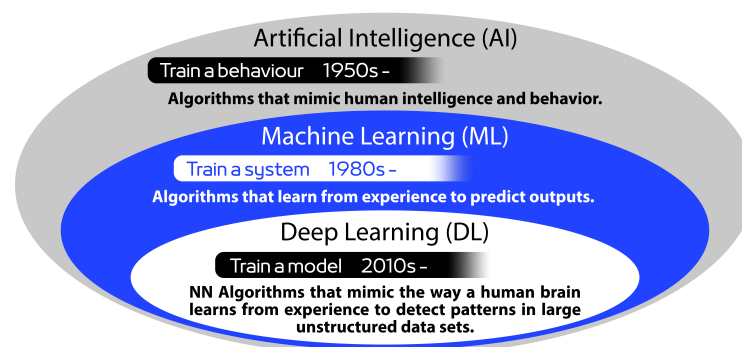 Artificial Intelligence (AI)
Train a behaviour 1950s -
Algorithms that mimic human intelligence and behavior.
Machine Learning (ML)
Train a system 1980s -
Algorithms that learn from experience to predict outputs.
Deep Learning (DL)
Train a model 2010s -
NN Algorithms that mimic the way a human brain
learns from experience to detect patterns in large
unstructured data sets.